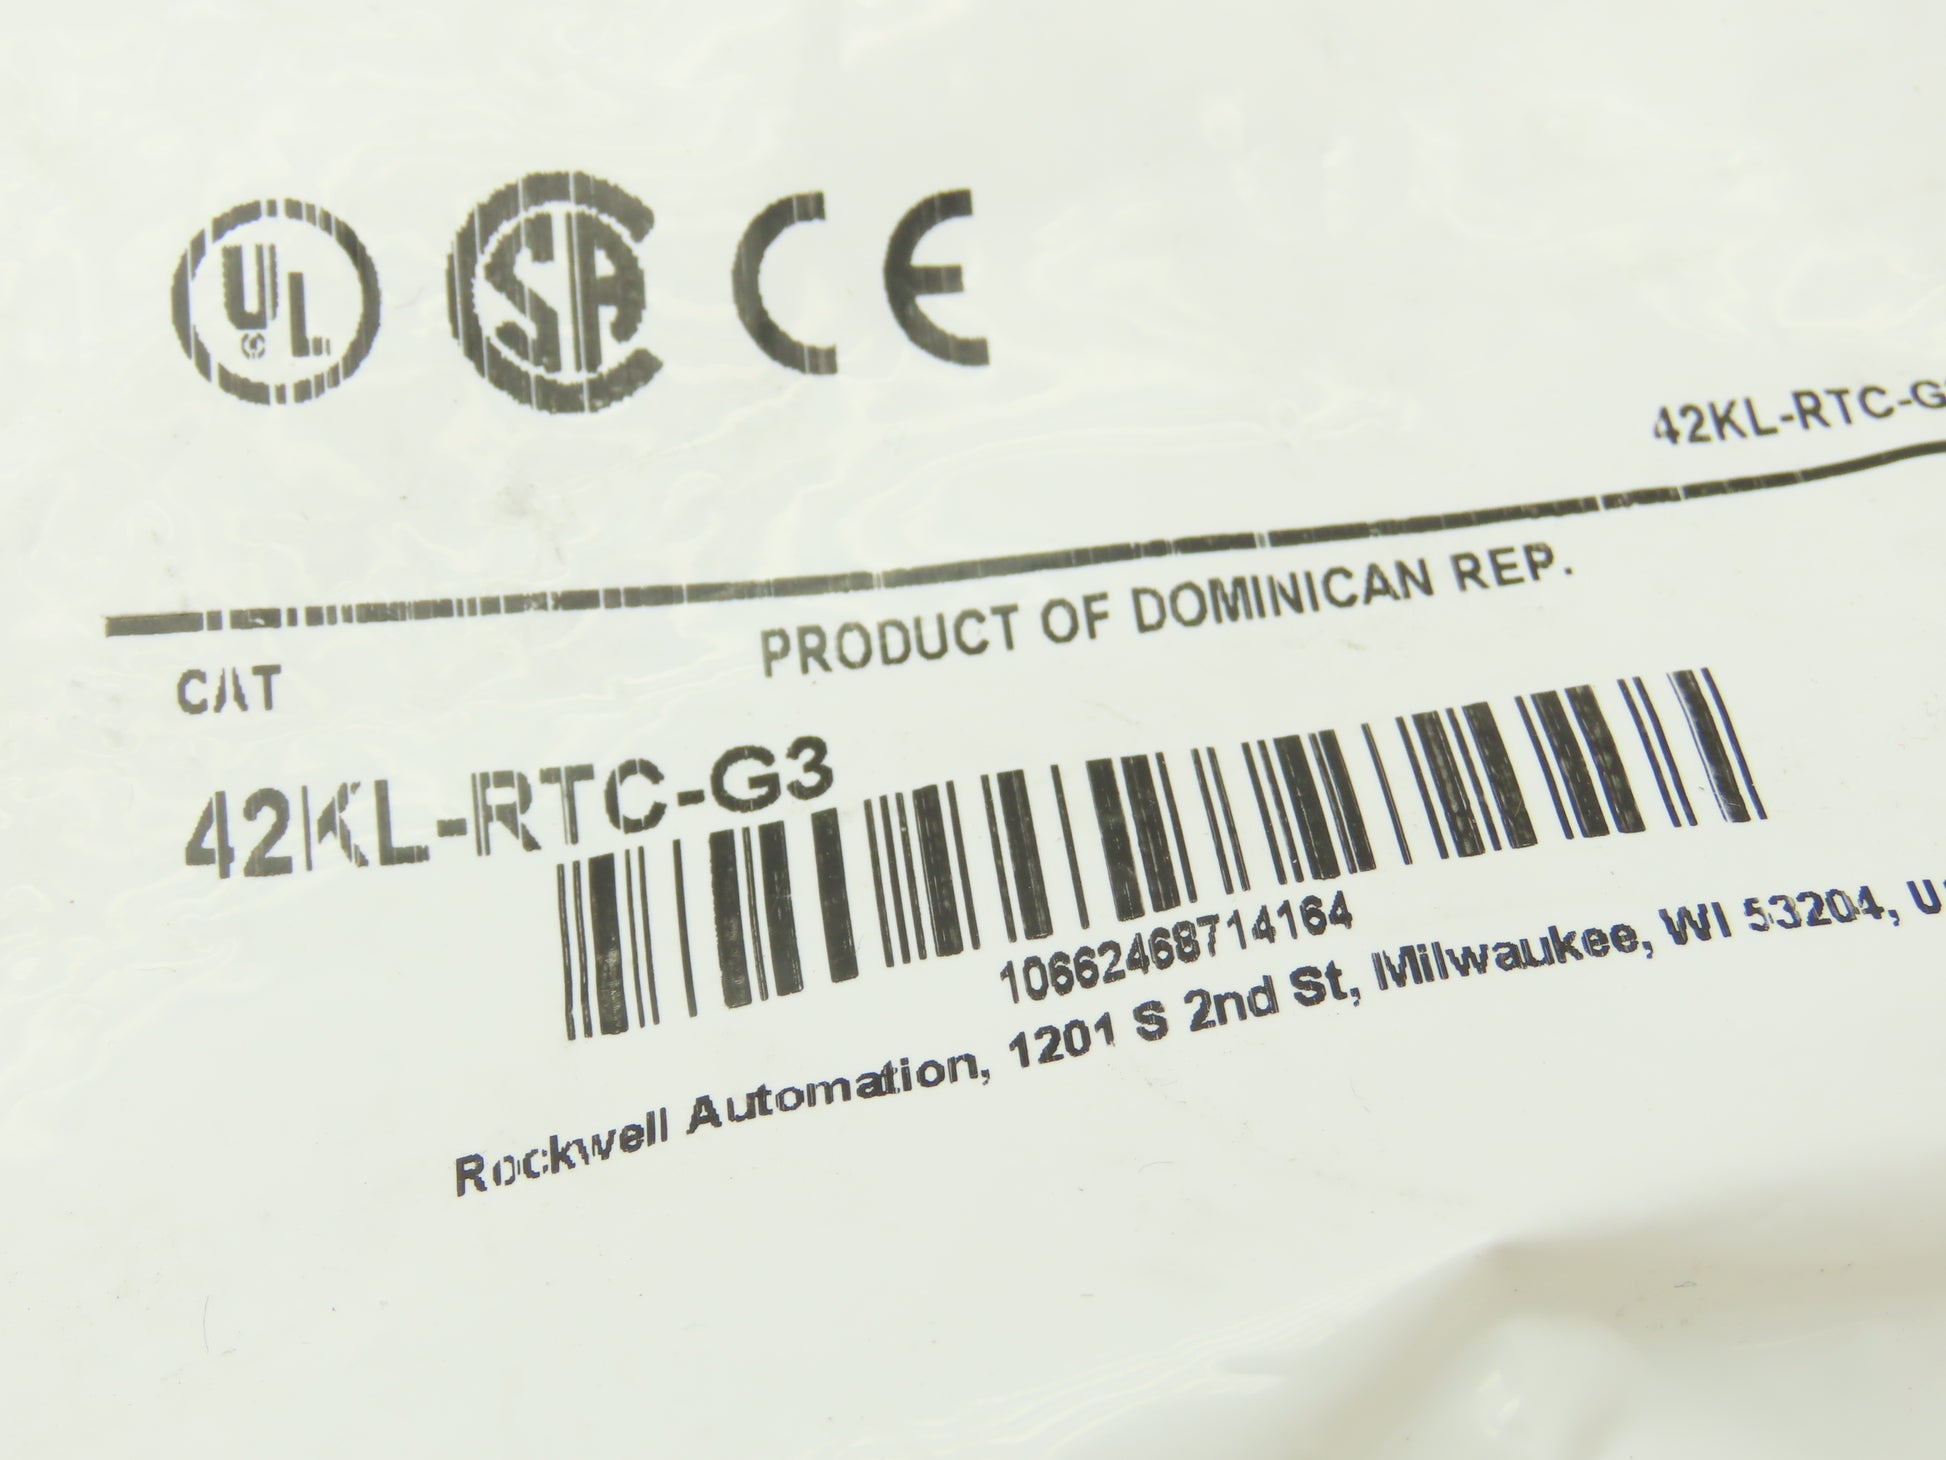 UL SA CE
42KL-RTC-G
PRODUCT OF DOMINICAN REP.
CAT
42KL-RTC-G3
10662468714164
Rockwell Automation, 1201 S 2nd St, Milwaukee, WI 53204, U